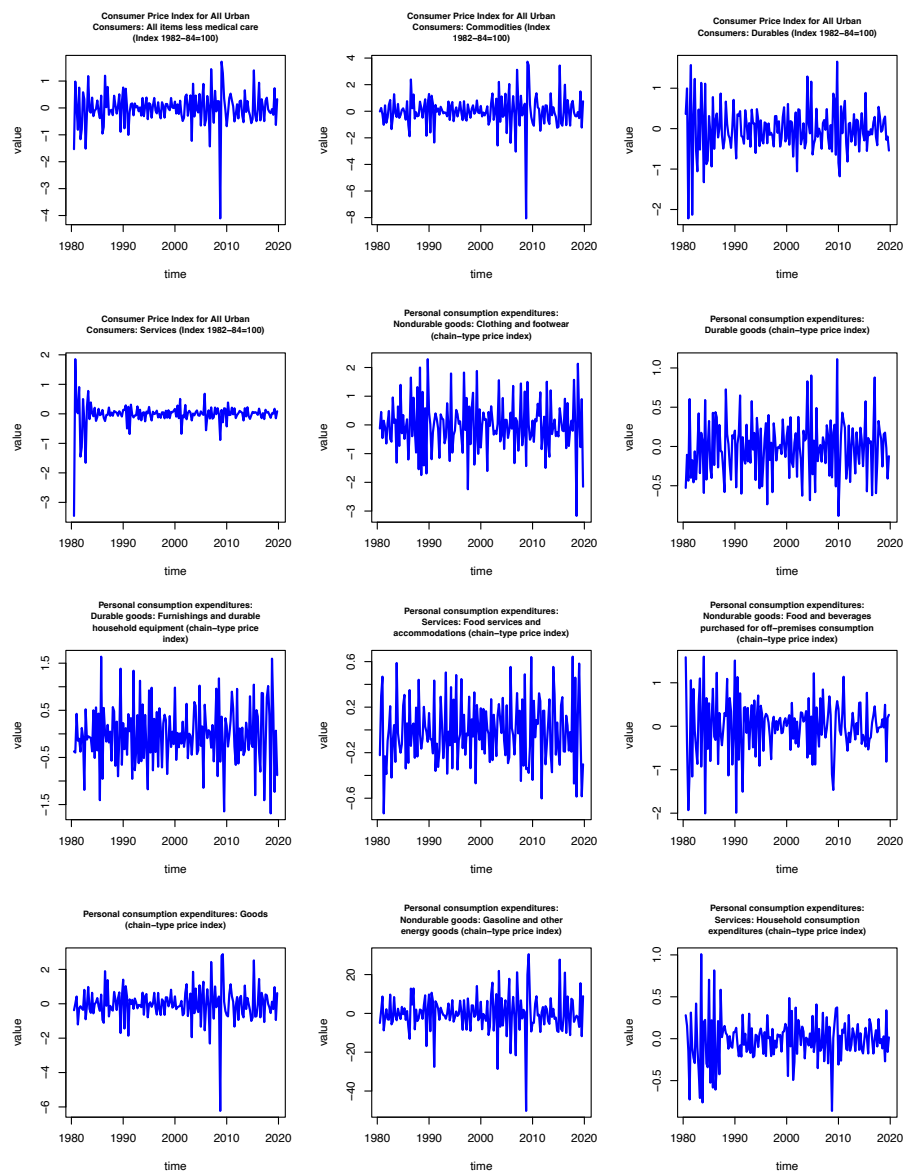 Consumer Price Index for All Urban
Consumers: All items less medical care
(Index 1982−84=100)
value
1
0
−1
−2
−3
−4
1980 1990 2000 2010 2020
time
Consumer Price Index for All Urban
Consumers: Commodities (Index
1982−84=100)
value
4
2
0
−2
−4
−6
−8
1980 1990 2000 2010 2020
time
Consumer Price Index for All Urban
Consumers: Durables (Index 1982−84=100)
value
1
0
−1
−2
1980 1990 2000 2010 2020
time
Consumer Price Index for All Urban
Consumers: Services (Index 1982−84=100)
value
2
1
0
−1
−2
−3
1980 1990 2000 2010 2020
time
Personal consumption expenditures:
Nondurable goods: Clothing and footwear
(chain−type price index)
value
2
1
0
−1
−2
−3
1980 1990 2000 2010 2020
time
Personal consumption expenditures:
Durable goods (chain−type price index)
value
1.0
0.5
0.0
−0.5
1980 1990 2000 2010 2020
time
Personal consumption expenditures:
Durable goods: Furnishings and durable
household equipment (chain−type price
index)
value
1.5
0.5
−0.5
−1.5
1980 1990 2000 2010 2020
time
Personal consumption expenditures:
Services: Food services and
accommodations (chain−type price index)
value
0.6
0.2
−0.2
−0.6
1980 1990 2000 2010 2020
time
Personal consumption expenditures:
Nondurable goods: Food and beverages
purchased for off−premises consumption
(chain−type price index)
value
1
0
−1
−2
1980 1990 2000 2010 2020
time
Personal consumption expenditures: Goods
(chain−type price index)
value
2
0
−2
−4
−6
1980 1990 2000 2010 2020
time
Personal consumption expenditures:
Nondurable goods: Gasoline and other
energy goods (chain−type price index)
value
20
0
−20
−40
1980 1990 2000 2010 2020
time
Personal consumption expenditures:
Services: Household consumption
expenditures (chain−type price index)
value
1.0
0.5
0.0
−0.5
1980 1990 2000 2010 2020
time